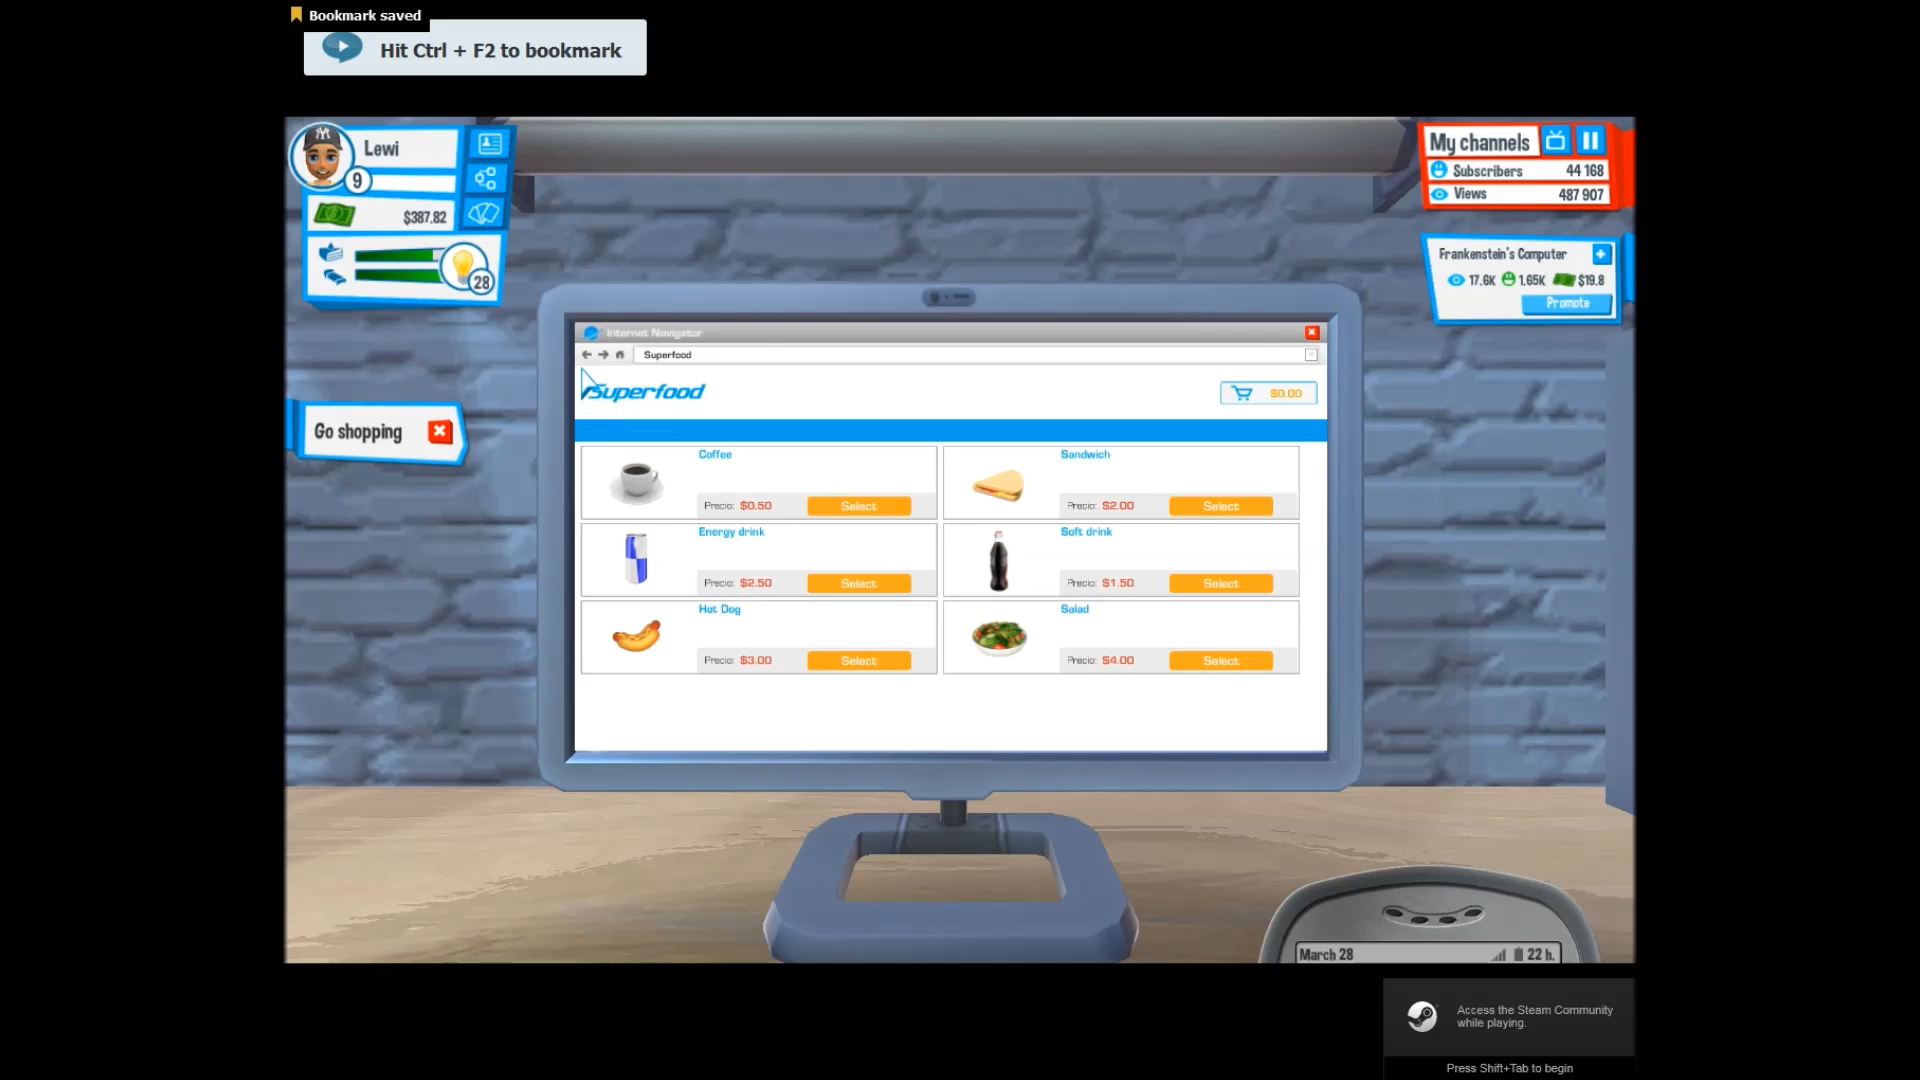 Bookmark saved
Hit Ctrl + F2 to bookmark
Lewi
9
$387.82
28
My channels
Subscribers 44 168
Views 487 907
Frankenstein's Computer
17.6K 1.65K $19.8
Promote
Go shopping
Internet Navigator
Superfood
Superfood
$0.00
Coffee
Precio: $0.50 Select
Sandwich
Precio: $2.00 Select
Energy drink
Precio: $2.50 Select
Soft drink
Precio: $1.50 Select
Hot Dog
Precio: $3.00 Select
Salad
Precio: $4.00 Select
March 28 22 h.
Access the Steam Community
while playing.
Press Shift+Tab to begin